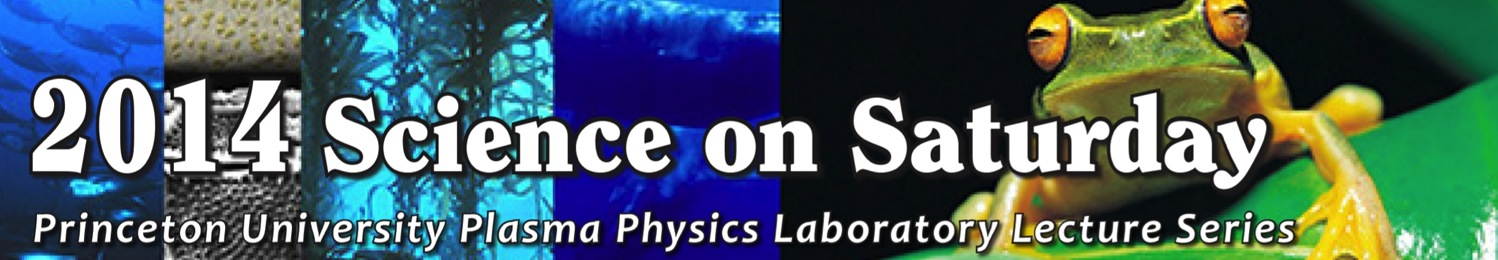 2014 Science on Saturday
Princeton University Plasma Physics Laboratory Lecture Series